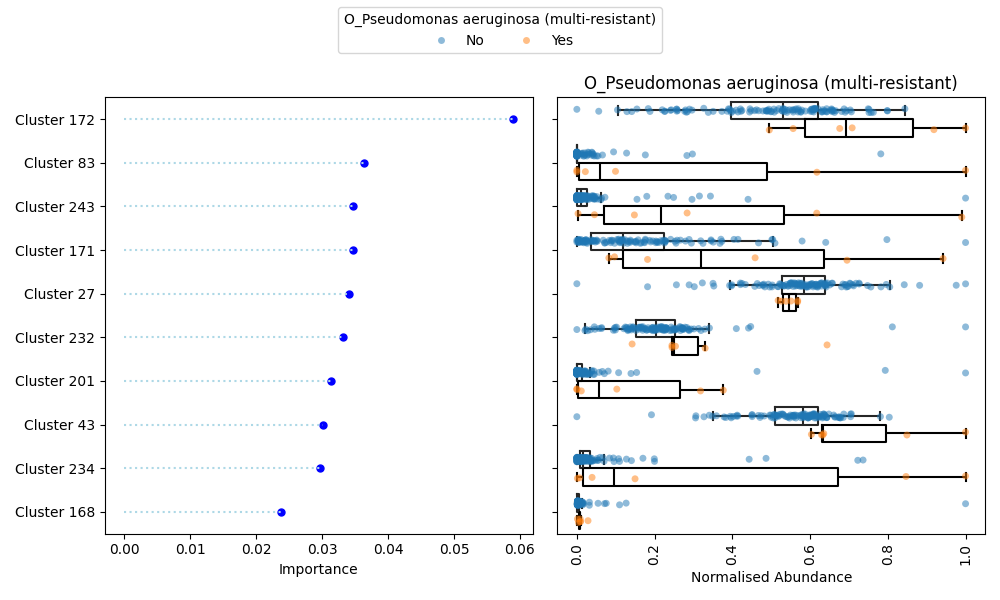 O_Pseudomonas aeruginosa (multi-resistant)
No Yes
O_Pseudomonas aeruginosa (multi-resistant)
Cluster 172
Cluster 83
Cluster 243
Cluster 171
Cluster 27
Cluster 232
Cluster 201
Cluster 43
Cluster 234
Cluster 168
0.00 0.01 0.02 0.03 0.04 0.05 0.06
Importance
0.0 0.2 0.4 0.6 0.8 1.0
Normalised Abundance